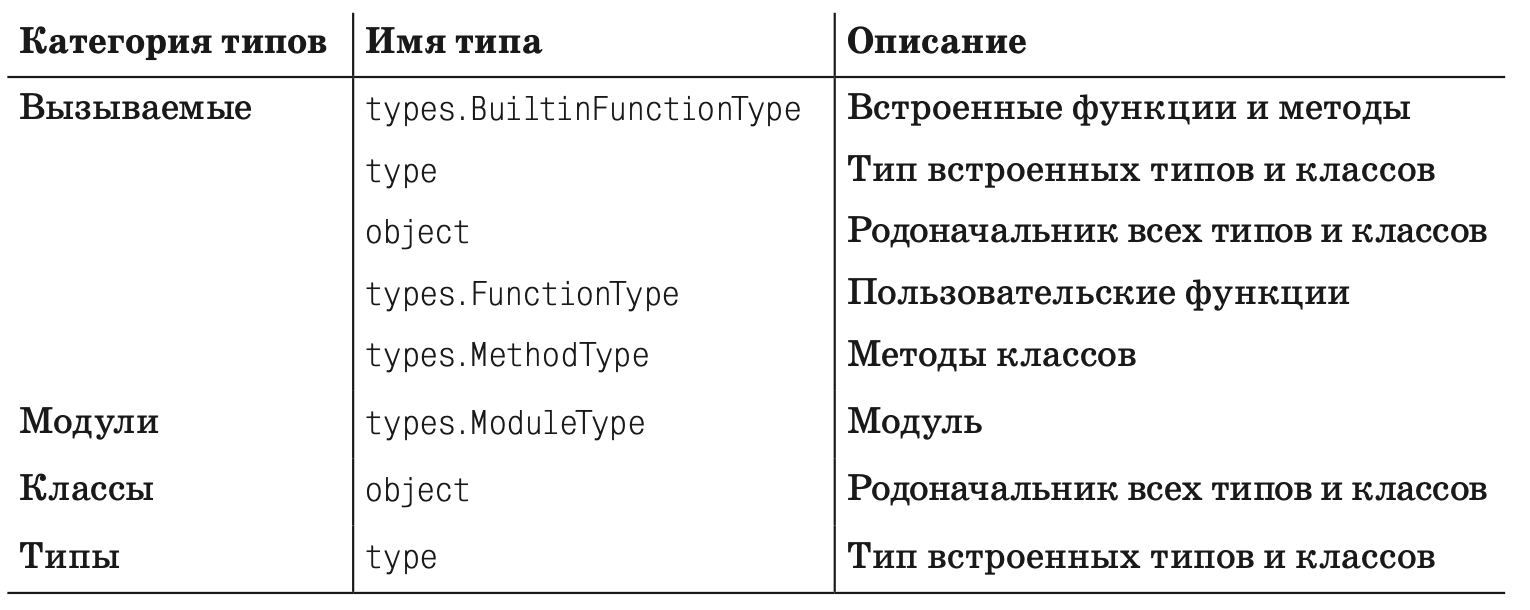 Категория типов Имя типа Описание
Вызываемые types.BuiltinFunctionType Встроенные функции и методы
type Тип встроенных типов и классов
object Родоначальник всех типов и классов
types.FunctionType Пользовательские функции
types.MethodType Методы классов
Модули types.ModuleType Модуль
Классы object Родоначальник всех типов и классов
Типы type Тип встроенных типов и классов